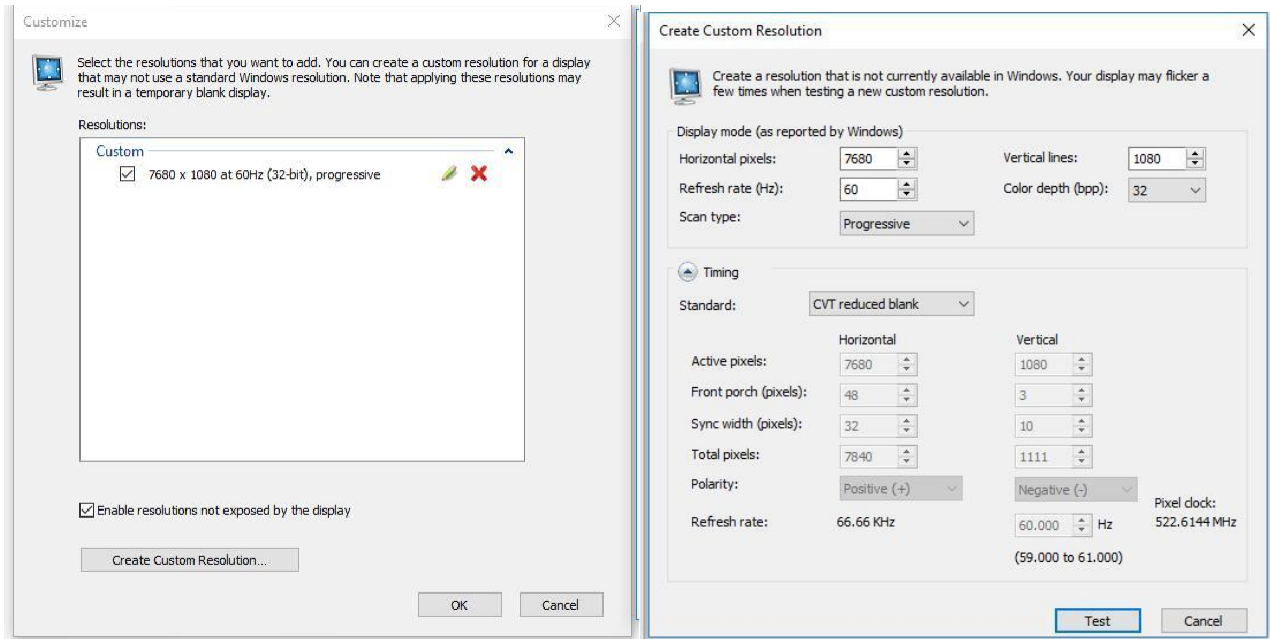 Customize
Select the resolutions that you want to add. You can create a custom resolution for a display
that may not use a standard Windows resolution. Note that applying these resolutions may
result in a temporary blank display.
Resolutions:
Custom
7680 x 1080 at 60Hz (32-bit), progressive
Enable resolutions not exposed by the display
Create Custom Resolution...
OK Cancel
Create Custom Resolution
Create a resolution that is not currently available in Windows. Your display may flicker a
few times when testing a new custom resolution.
Display mode (as reported by Windows)
Horizontal pixels: 7680 Vertical lines: 1080
Refresh rate (Hz): 60 Color depth (bpp): 32
Scan type: Progressive
Timing
Standard: CVT reduced blank
Horizontal Vertical
Active pixels: 7680 1080
Front porch (pixels): 48 3
Sync width (pixels): 32 10
Total pixels: 7840 1111
Polarity: Positive (+) Negative (-)
Pixel clock:
Refresh rate: 66.66 KHz 60.000 Hz 522.6144 MHz
(59.000 to 61.000)
Test Cancel